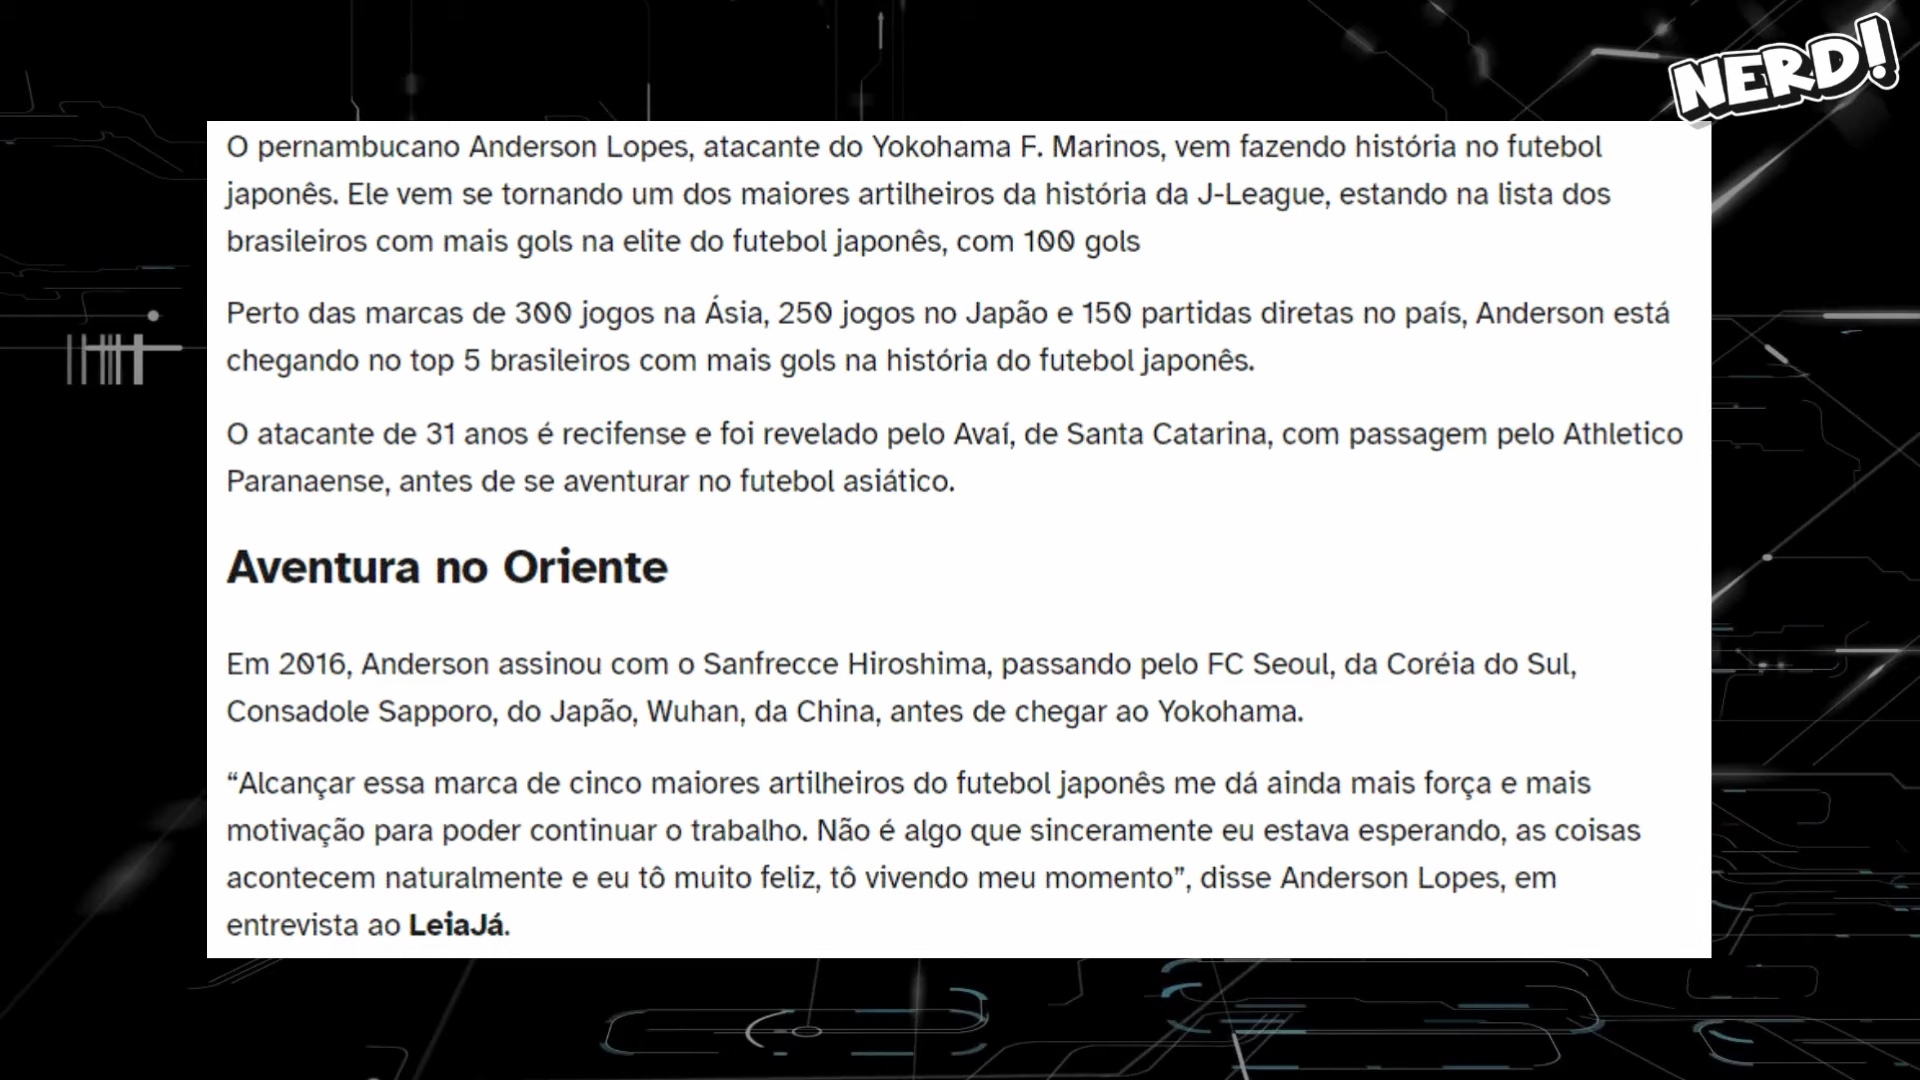 NERD!
O pernambucano Anderson Lopes, atacante do Yokohama F. Marinos, vem fazendo história no futebol
japonês. Ele vem se tornando um dos maiores artilheiros da história da J-League, estando na lista dos
brasileiros com mais gols na elite do futebol japonês, com 100 gols
Perto das marcas de 300 jogos na Ásia, 250 jogos no Japão e 150 partidas diretas no país, Anderson está
chegando no top 5 brasileiros com mais gols na história do futebol japonês.
O atacante de 31 anos é recifense e foi revelado pelo Avaí, de Santa Catarina, com passagem pelo Athletico
Paranaense, antes de se aventurar no futebol asiático.
Aventura no Oriente
Em 2016, Anderson assinou com o Sanfrecce Hiroshima, passando pelo FC Seoul, da Coréia do Sul,
Consadole Sapporo, do Japão, Wuhan, da China, antes de chegar ao Yokohama.
“Alcançar essa marca de cinco maiores artilheiros do futebol japonês me dá ainda mais força e mais
motivação para poder continuar o trabalho. Não é algo que sinceramente eu estava esperando, as coisas
acontecem naturalmente e eu tô muito feliz, tô vivendo meu momento”, disse Anderson Lopes, em
entrevista ao LeiaJá.